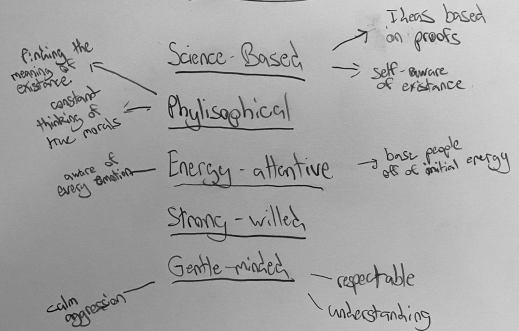 Ideas based
on proofs
Science-Based
self-aware
of existance
Finking the
meaning of
existance
Phylisophical
constant
thinking of
true morals
Energy-attentive
aware of
every emotion
base people
off of initial energy
Strong-willed
Gentle-minded
respectable
understanding
calm
aggression